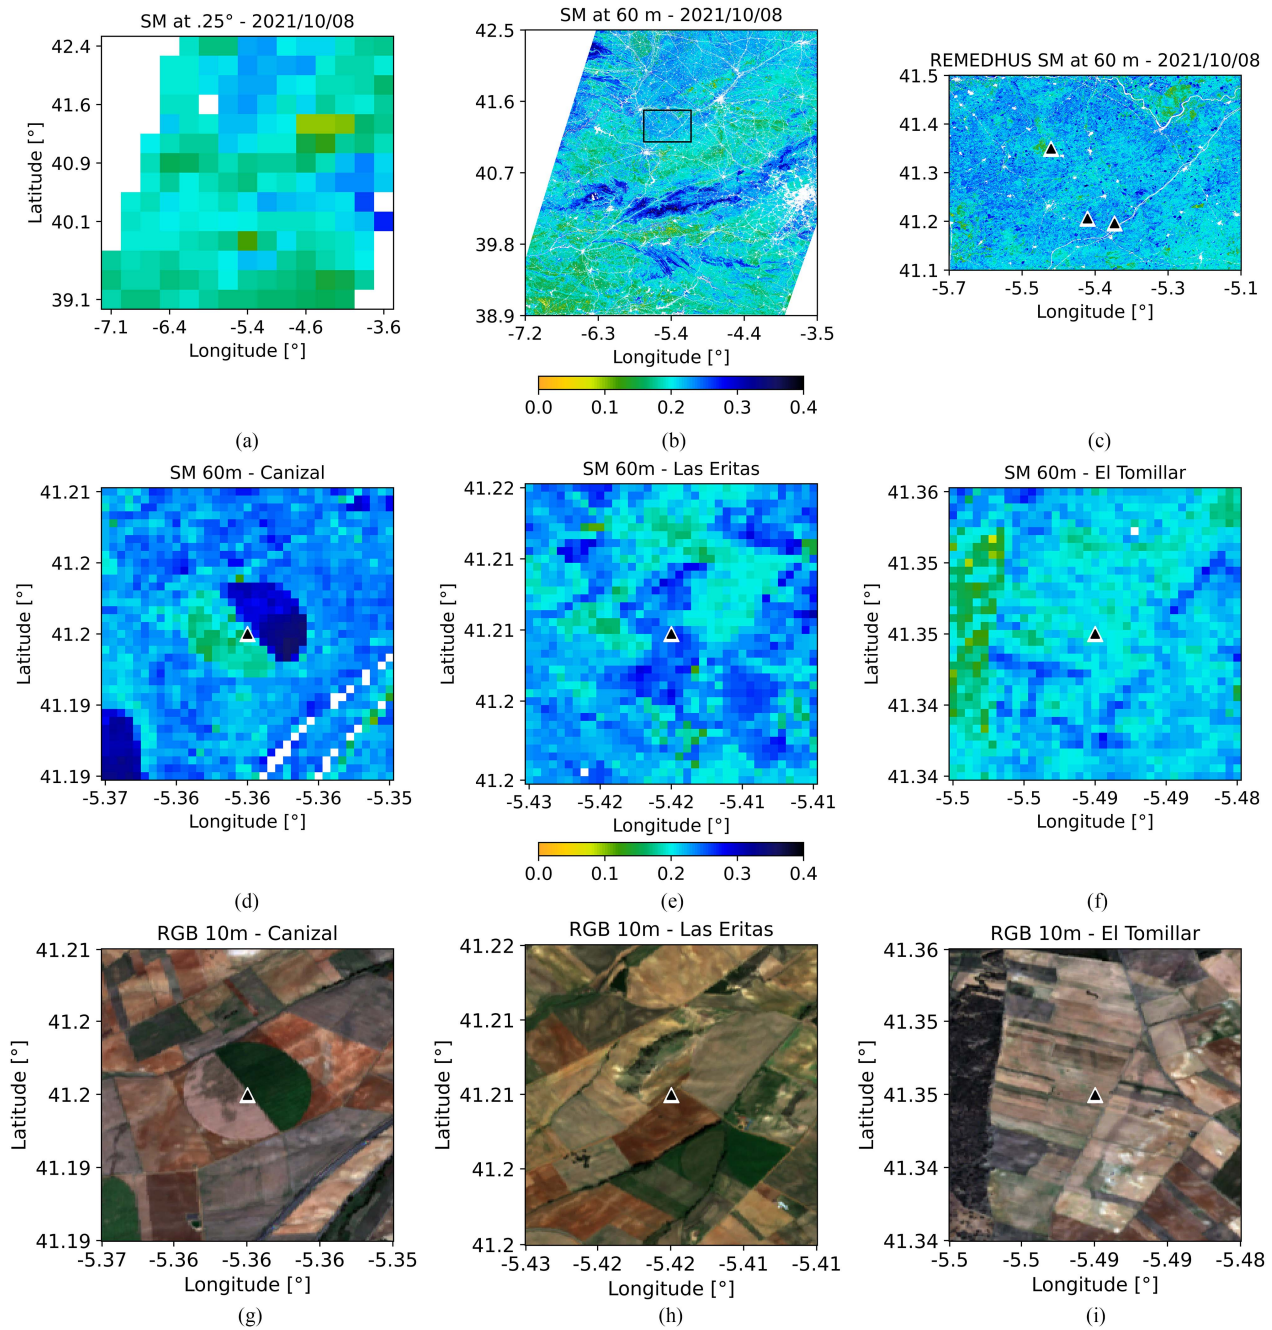 SM at .25° - 2021/10/08
42.4
41.6
40.9
40.1
39.1
Latitude [°]
-7.1 -6.4 -5.4 -4.6 -3.6
Longitude [°]
(a)
SM at 60 m - 2021/10/08
42.5
41.6
40.7
39.8
38.9
Latitude [°]
-7.2 -6.3 -5.4 -4.4 -3.5
Longitude [°]
0.0 0.1 0.2 0.3 0.4
(b)
REMEDHUS SM at 60 m - 2021/10/08
41.5
41.4
41.3
41.2
41.1
Latitude [°]
-5.7 -5.5 -5.4 -5.3 -5.1
Longitude [°]
(c)
SM 60m - Canizal
41.21
41.2
41.2
41.19
41.19
Latitude [°]
-5.37 -5.36 -5.36 -5.36 -5.35
Longitude [°]
(d)
SM 60m - Las Eritas
41.22
41.21
41.21
41.2
41.2
Latitude [°]
-5.43 -5.42 -5.42 -5.41 -5.41
Longitude [°]
0.0 0.1 0.2 0.3 0.4
(e)
SM 60m - El Tomillar
41.36
41.35
41.35
41.34
41.34
Latitude [°]
-5.5 -5.5 -5.49 -5.49 -5.48
Longitude [°]
(f)
RGB 10m - Canizal
41.21
41.2
41.2
41.19
41.19
Latitude [°]
-5.37 -5.36 -5.36 -5.36 -5.35
Longitude [°]
(g)
RGB 10m - Las Eritas
41.22
41.21
41.21
41.2
41.2
Latitude [°]
-5.43 -5.42 -5.42 -5.41 -5.41
Longitude [°]
(h)
RGB 10m - El Tomillar
41.36
41.35
41.35
41.34
41.34
Latitude [°]
-5.5 -5.5 -5.49 -5.49 -5.48
Longitude [°]
(i)